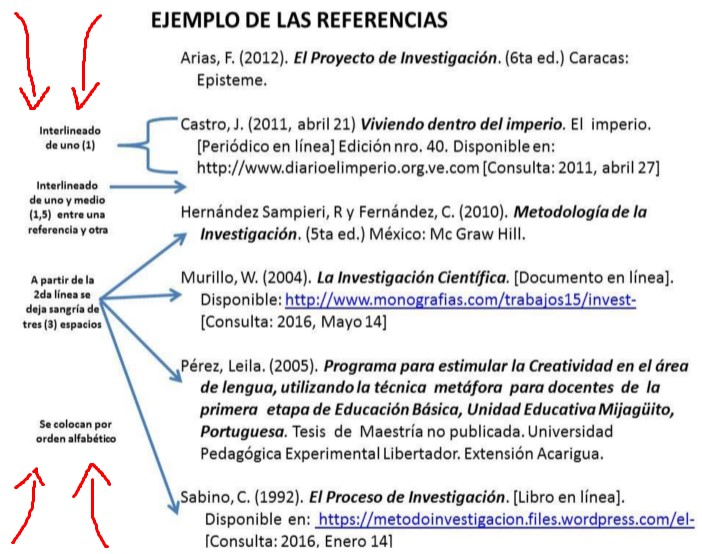 EJEMPLO DE LAS REFERENCIAS
Arias, F. (2012). El Proyecto de Investigación. (6ta ed.) Caracas:
Episteme.
Interlineado
de uno (1)
Castro, J. (2011, abril 21) Viviendo dentro del imperio. El imperio.
[Periódico en línea] Edición nro. 40. Disponible en:
http://www.diarioelimperio.org.ve.com [Consulta: 2011, abril 27]
Interlineado
de uno y medio
(1,5) entre una
referencia y otra
Hernández Sampieri, R y Fernández, C. (2010). Metodología de la
Investigación. (5ta ed.) México: Mc Graw Hill.
A partir de la
2da línea se
deja sangría de
tres (3) espacios
Murillo, W. (2004). La Investigación Científica. [Documento en línea].
Disponible: http://www.monografias.com/trabajos15/invest-
[Consulta: 2016, Mayo 14]
Pérez, Leila. (2005). Programa para estimular la Creatividad en el área
de lengua, utilizando la técnica metáfora para docentes de la
primera etapa de Educación Básica, Unidad Educativa Mijagüito,
Portuguesa. Tesis de Maestría no publicada. Universidad
Pedagógica Experimental Libertador. Extensión Acarigua.
Se colocan por
orden alfabético
Sabino, C. (1992). El Proceso de Investigación. [Libro en línea].
Disponible en: https://metodoinvestigacion.files.wordpress.com/el-
[Consulta: 2016, Enero 14]